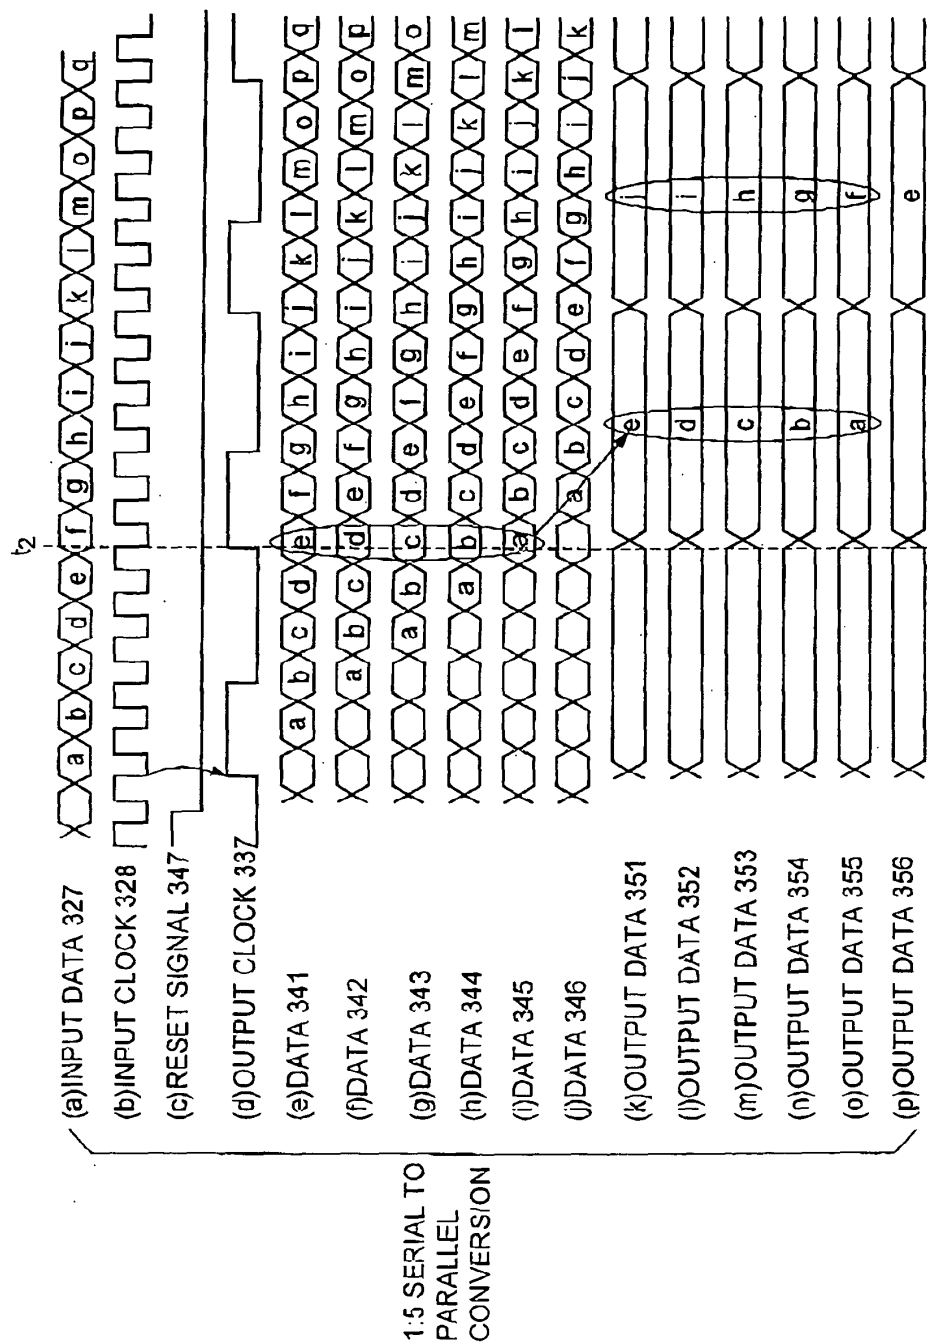 t2
(a)INPUT DATA 327 a b c d e f g h i j k l m o p q
(b)INPUT CLOCK 328
(c)RESET SIGNAL 347
(d)OUTPUT CLOCK 337
(e)DATA 341 a b c d e f g h i j k l m o p q
(f)DATA 342 a b c d e f g h i j k l m o p
(g)DATA 343 a b c d e f g h i j k l m o
(h)DATA 344 a b c d e f g h i j k l m
(i)DATA 345 a b c d e f g h i j k l
(j)DATA 346 a b c d e f g h i j k
(k)OUTPUT DATA 351 e j
(l)OUTPUT DATA 352 d i
(m))OUTPUT DATA 353 c h
(n)OUTPUT DATA 354 b g
(o)OUTPUT DATA 355 a f
(p)OUTPUT DATA 356 e
1:5 SERIAL TO
PARALLEL
CONVERSION